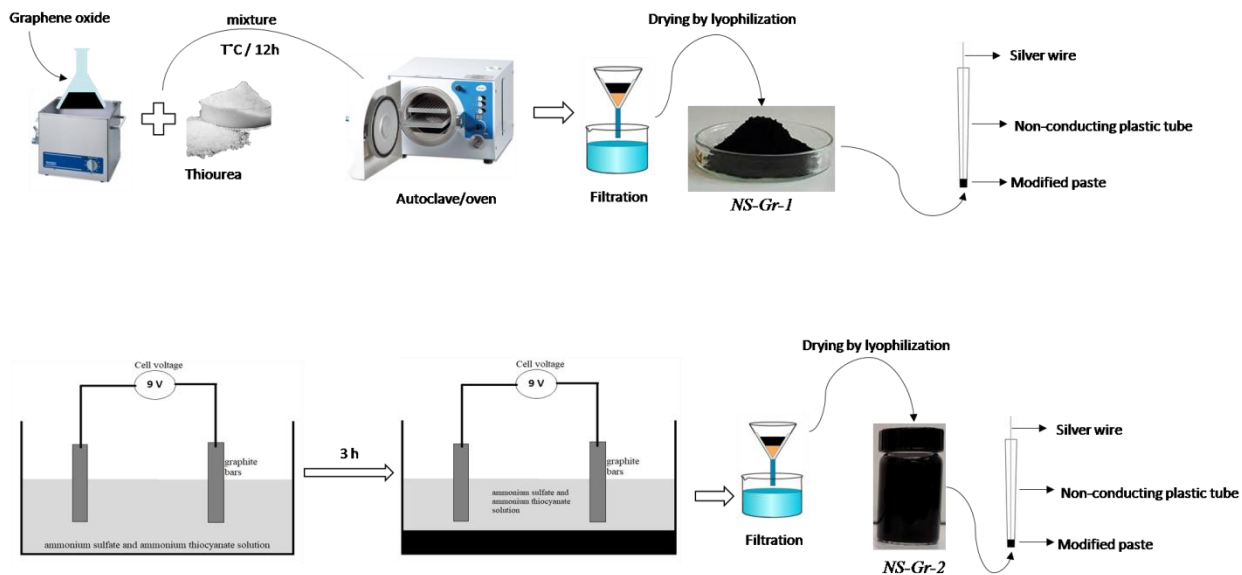 Graphene oxide
mixture
T˚C / 12h
Thiourea
Autoclave/oven
Filtration
Drying by lyophilization
NS-Gr-1
Silver wire
Non-conducting plastic tube
Modified paste
Cell voltage
9 V
graphite
bars
ammonium sulfate and ammonium thiocyanate solution
3 h
Cell voltage
9 V
graphite
bars
ammonium sulfate and
ammonium thiocyanate
solution
Filtration
Drying by lyophilization
NS-Gr-2
Silver wire
Non-conducting plastic tube
Modified paste